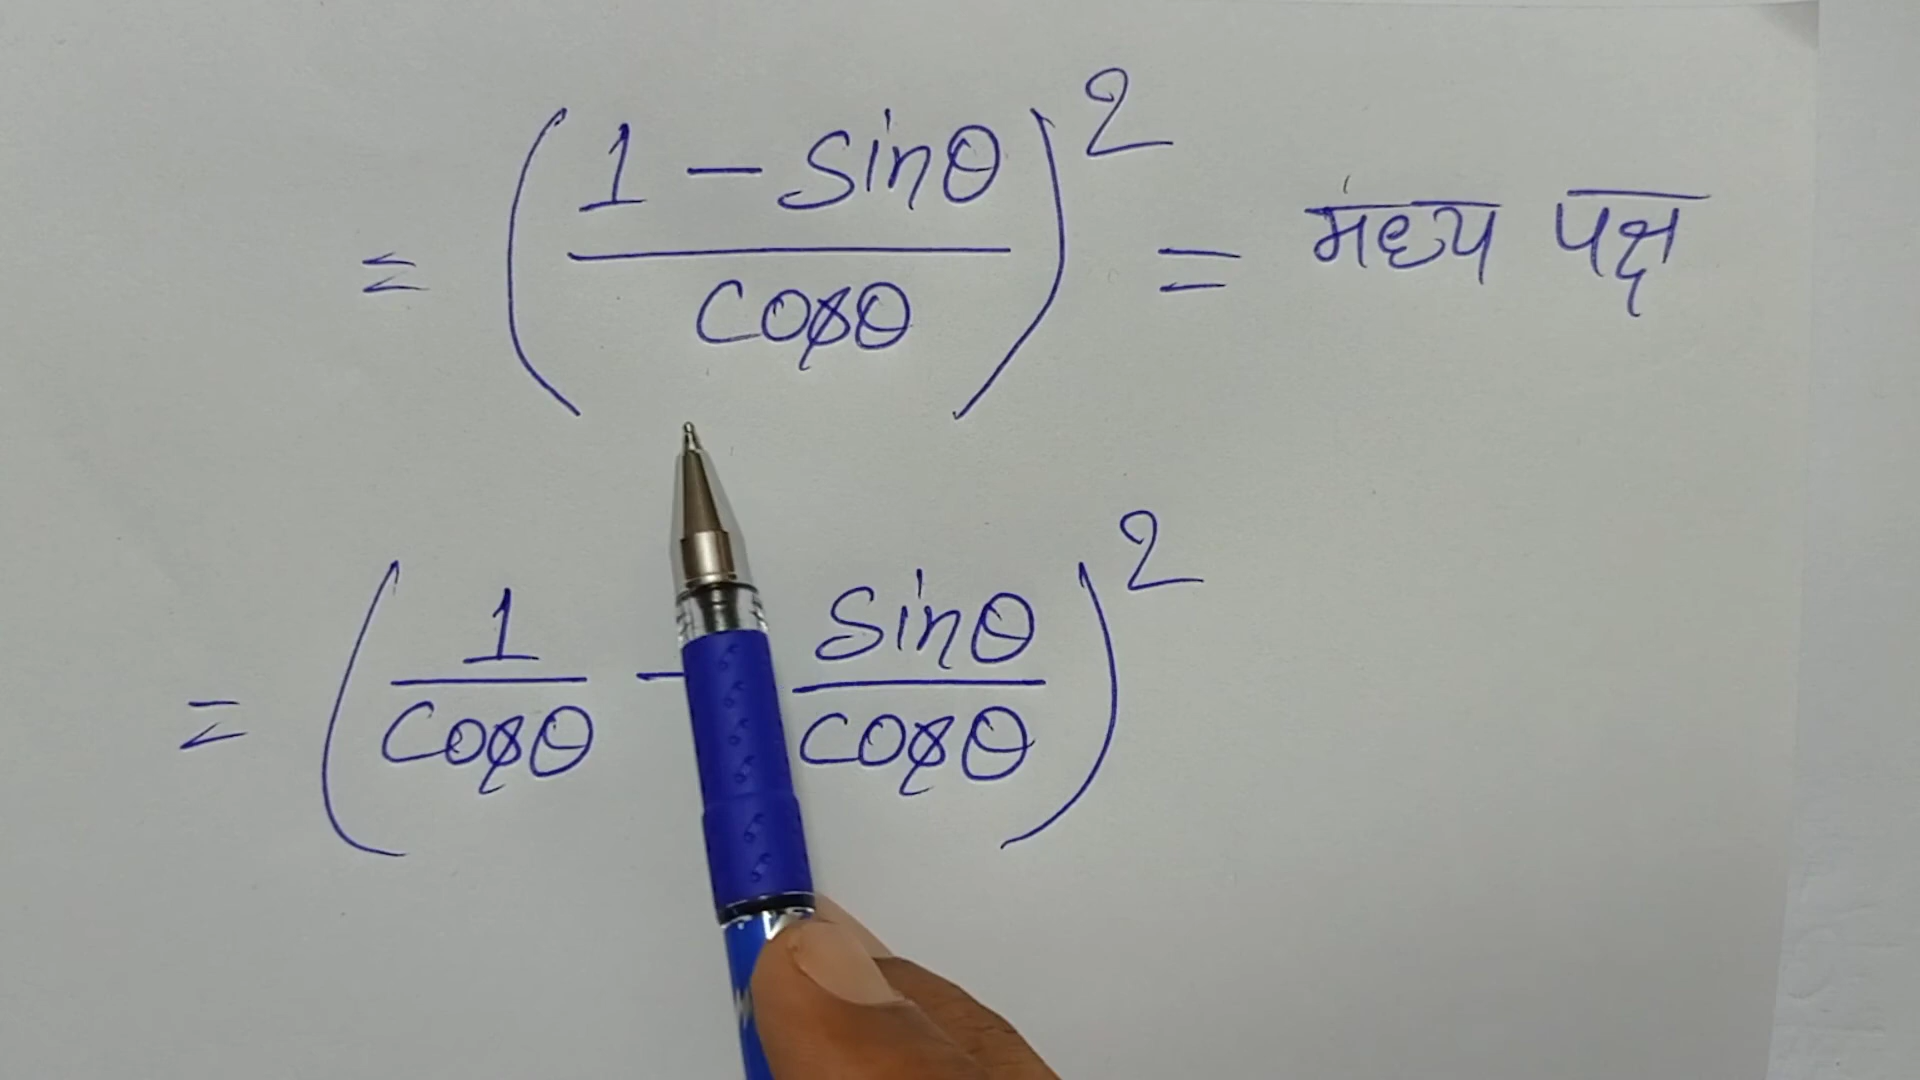 = ( (1 - Sinθ) / Cosθ )² = मध्य पक्ष
= ( 1 / Cosθ - Sinθ / Cosθ )²